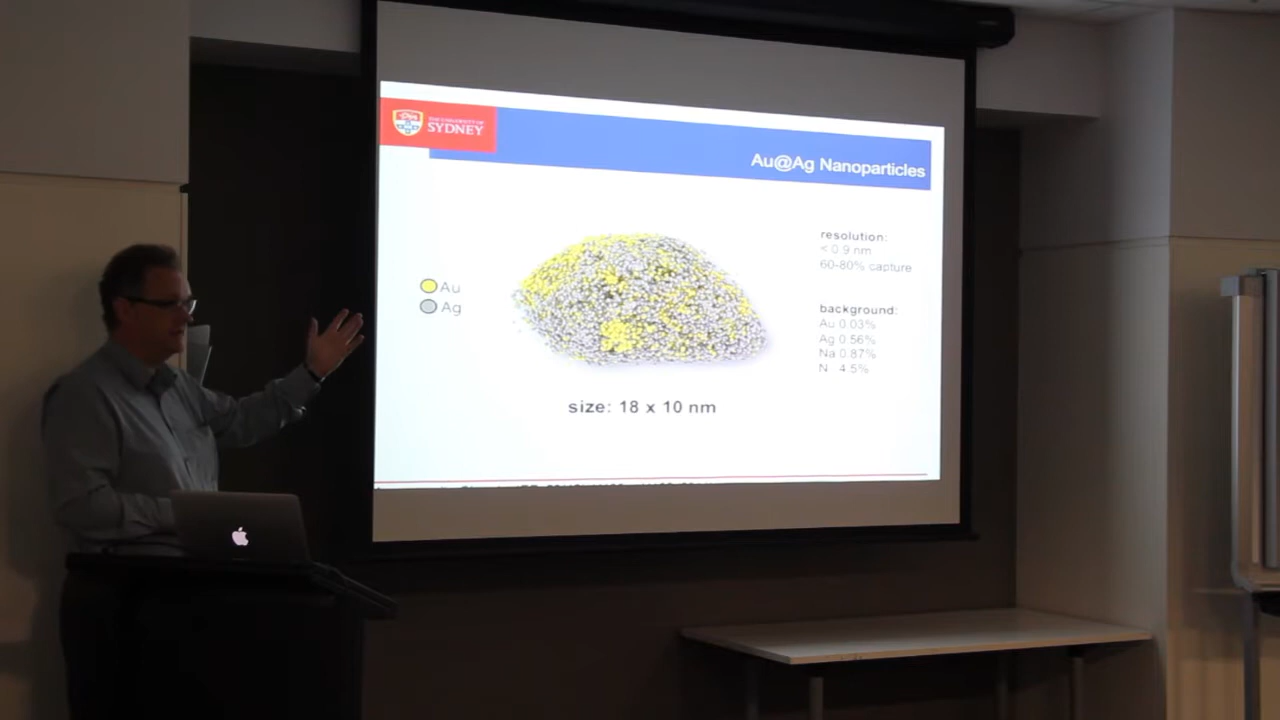 THE UNIVERSITY OF
SYDNEY
Au@Ag Nanoparticles
Au
Ag
resolution:
< 0.9 nm
60-80% capture
background:
Au 0.03%
Ag 0.56%
Na 0.87%
N 4.5%
size: 18 x 10 nm